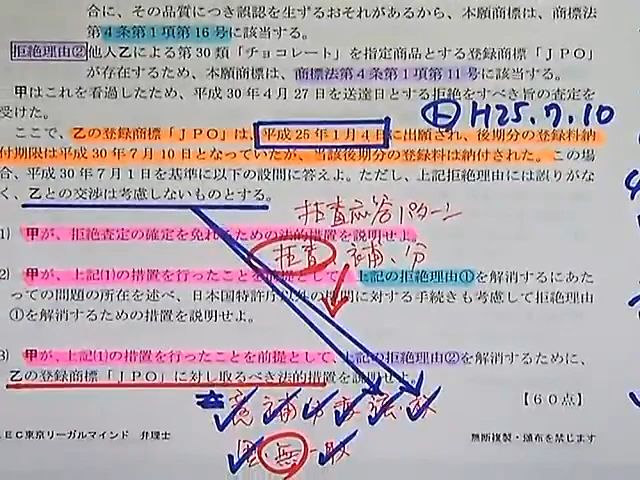 合に、その品質につき誤認を生ずるおそれがあるから、本願商標は、商標法
第４条第１項第16号に該当する。
拒絶理由② 他人乙による第30類「チョコレート」を指定商品とする登録商標「ＪＰＯ」
が存在するため、本願商標は、商標法第４条第１項第11号に該当する。
甲はこれを看過したため、平成30年４月27日を送達日とする拒絶をすべき旨の査定を
受けた。
H25.7.10
ここで、乙の登録商標「ＪＰＯ」は、平成25年１月４日に出願され、後期分の登録料納
付期限は平成30年７月10日となっていたが、当該後期分の登録料は納付された。この場
合、平成30年７月１日を基準に以下の設問に答えよ。ただし、上記拒絶理由には誤りがな
く、乙との交渉は考慮しないものとする。
拒査応答パターン
1) 甲が、拒絶査定の確定を免れるための法的措置を説明せよ。
拒審 補 分
2) 甲が、上記(1)の措置を行ったことを前提として、上記の拒絶理由①を解消するにあた
っての問題の所在を述べ、日本国特許庁以外の機関に対する手続きも考慮して拒絶理由
①を解消するための措置を説明せよ。
3) 甲が、上記(1)の措置を行ったことを前提として、上記の拒絶理由②を解消するために、
乙の登録商標「ＪＰＯ」に対し取るべき法的措置を説明せよ。
【60点】
意 補 分
無
ＬＥＣ東京リーガルマインド 弁理士
無断複製・頒布を禁じます